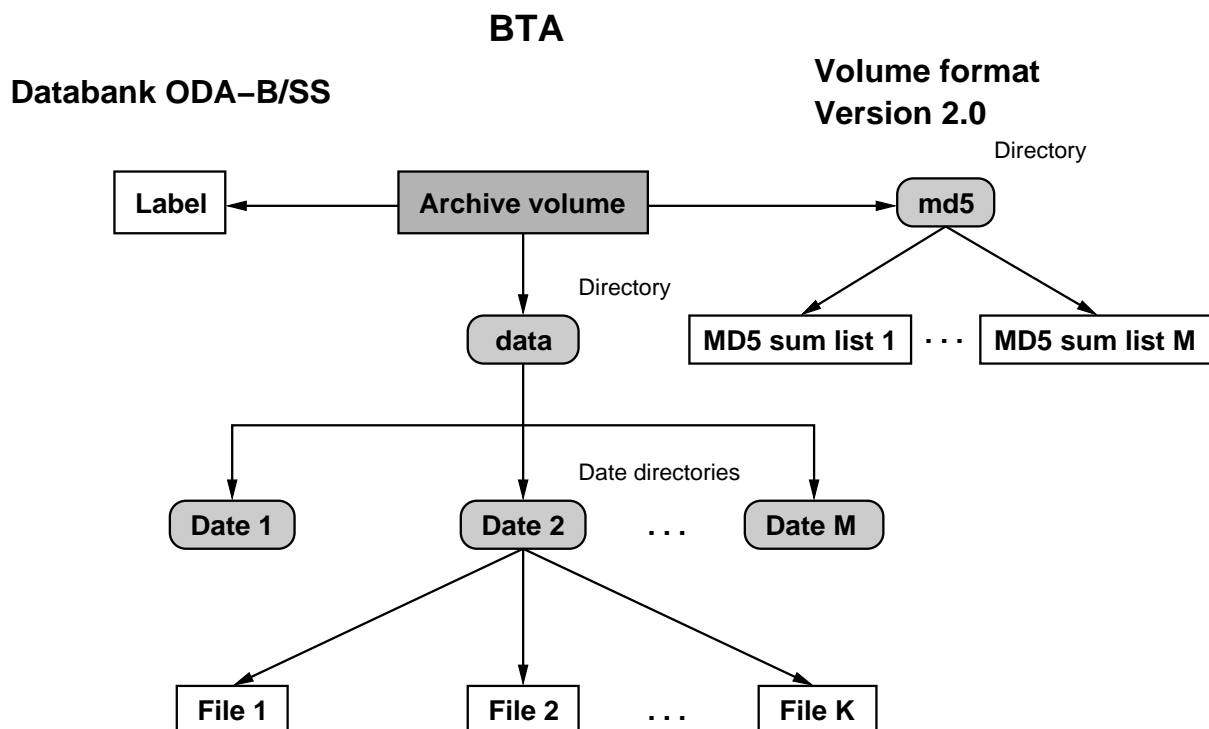 BTA
Databank ODA−B/SS
Volume format
Version 2.0
Directory
Label
Archive volume
md5
Directory
data
MD5 sum list 1
. . .
MD5 sum list M
Date directories
Date 1
Date 2
. . .
Date M
File 1
File 2
. . .
File K